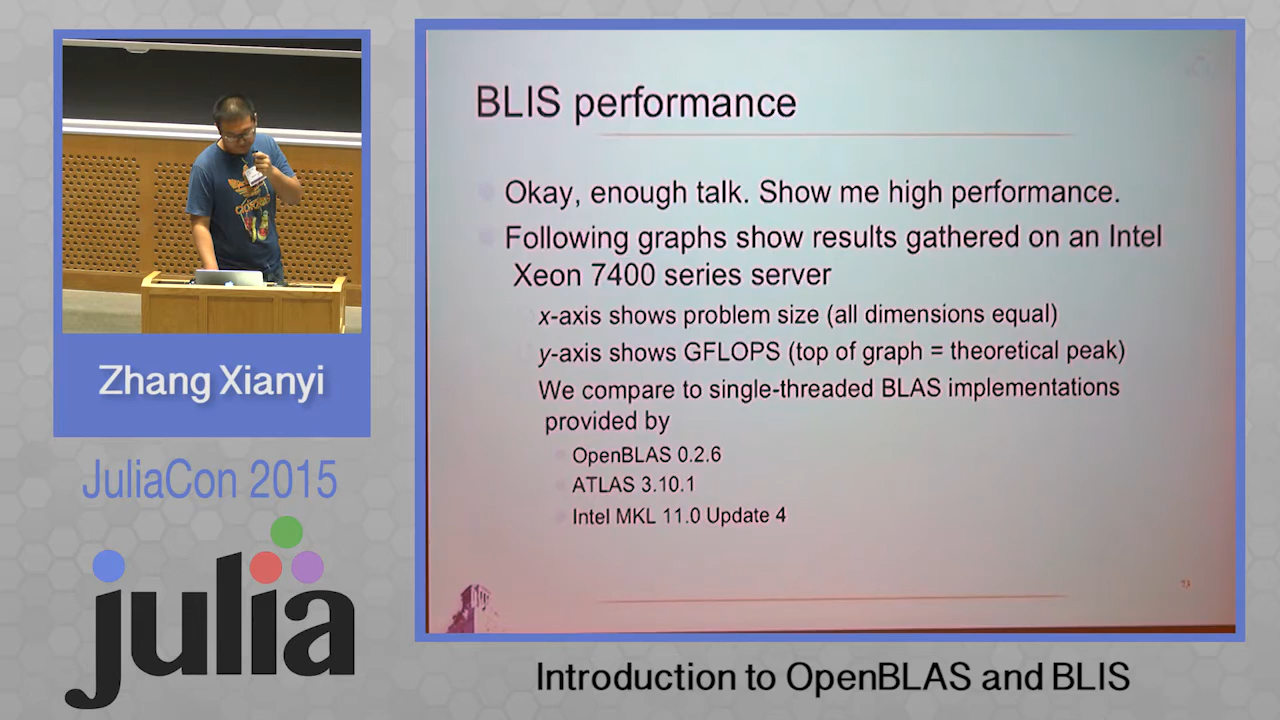 Zhang Xianyi
JuliaCon 2015
julia
BLIS performance
Okay, enough talk. Show me high performance.
Following graphs show results gathered on an Intel
Xeon 7400 series server
x-axis shows problem size (all dimensions equal)
y-axis shows GFLOPS (top of graph = theoretical peak)
We compare to single-threaded BLAS implementations
provided by
OpenBLAS 0.2.6
ATLAS 3.10.1
Intel MKL 11.0 Update 4
23
Introduction to OpenBLAS and BLIS